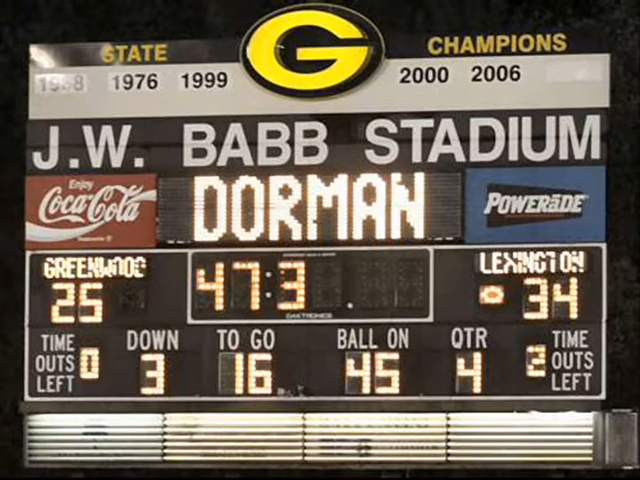 G
STATE CHAMPIONS
1976 1999 2000 2006
J.W. BABB STADIUM
Enjoy
Coca-Cola
DORMAN
POWERADE
GREENWOOD 47:3 . LEXINGTON
25 34
DAKTRONICS
TIME OUTS LEFT 0
DOWN 3
TO GO 16
BALL ON 45
QTR 4
2 TIME OUTS LEFT